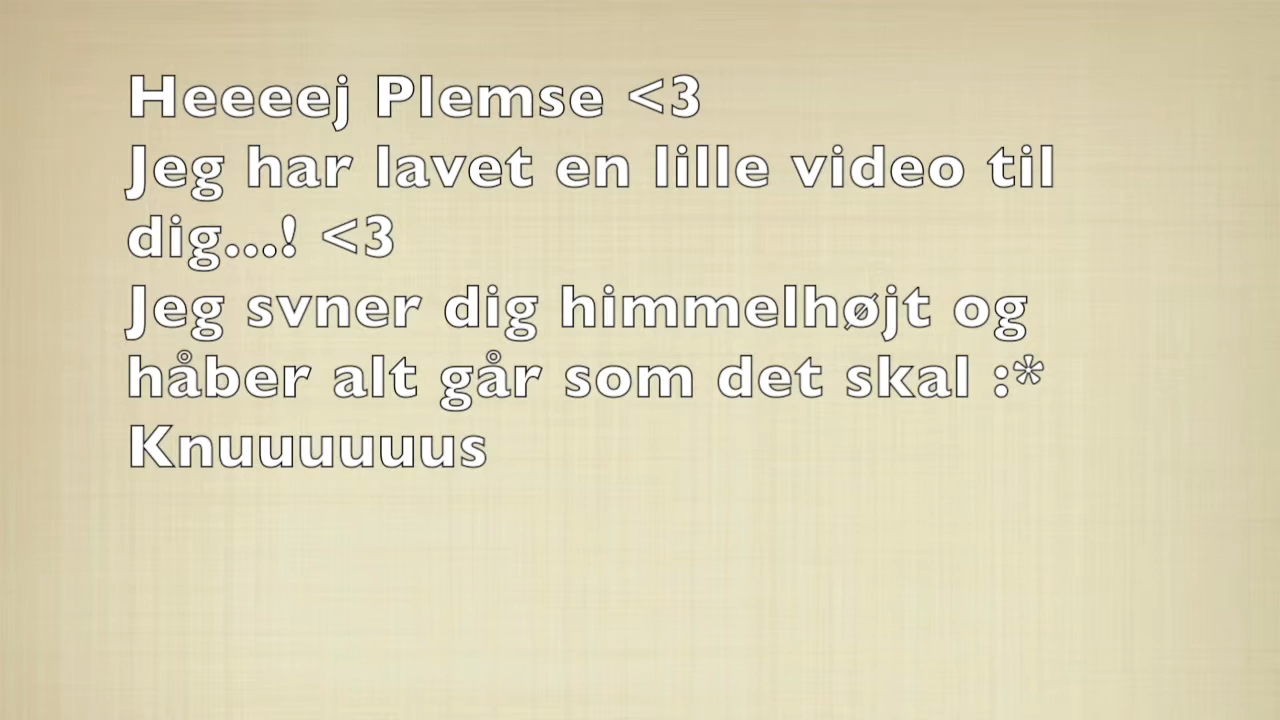 Heeeej Plemse <3
Jeg har lavet en lille video til
dig...! <3
Jeg svner dig himmelhøjt og
håber alt går som det skal :*
Knuuuuuuus